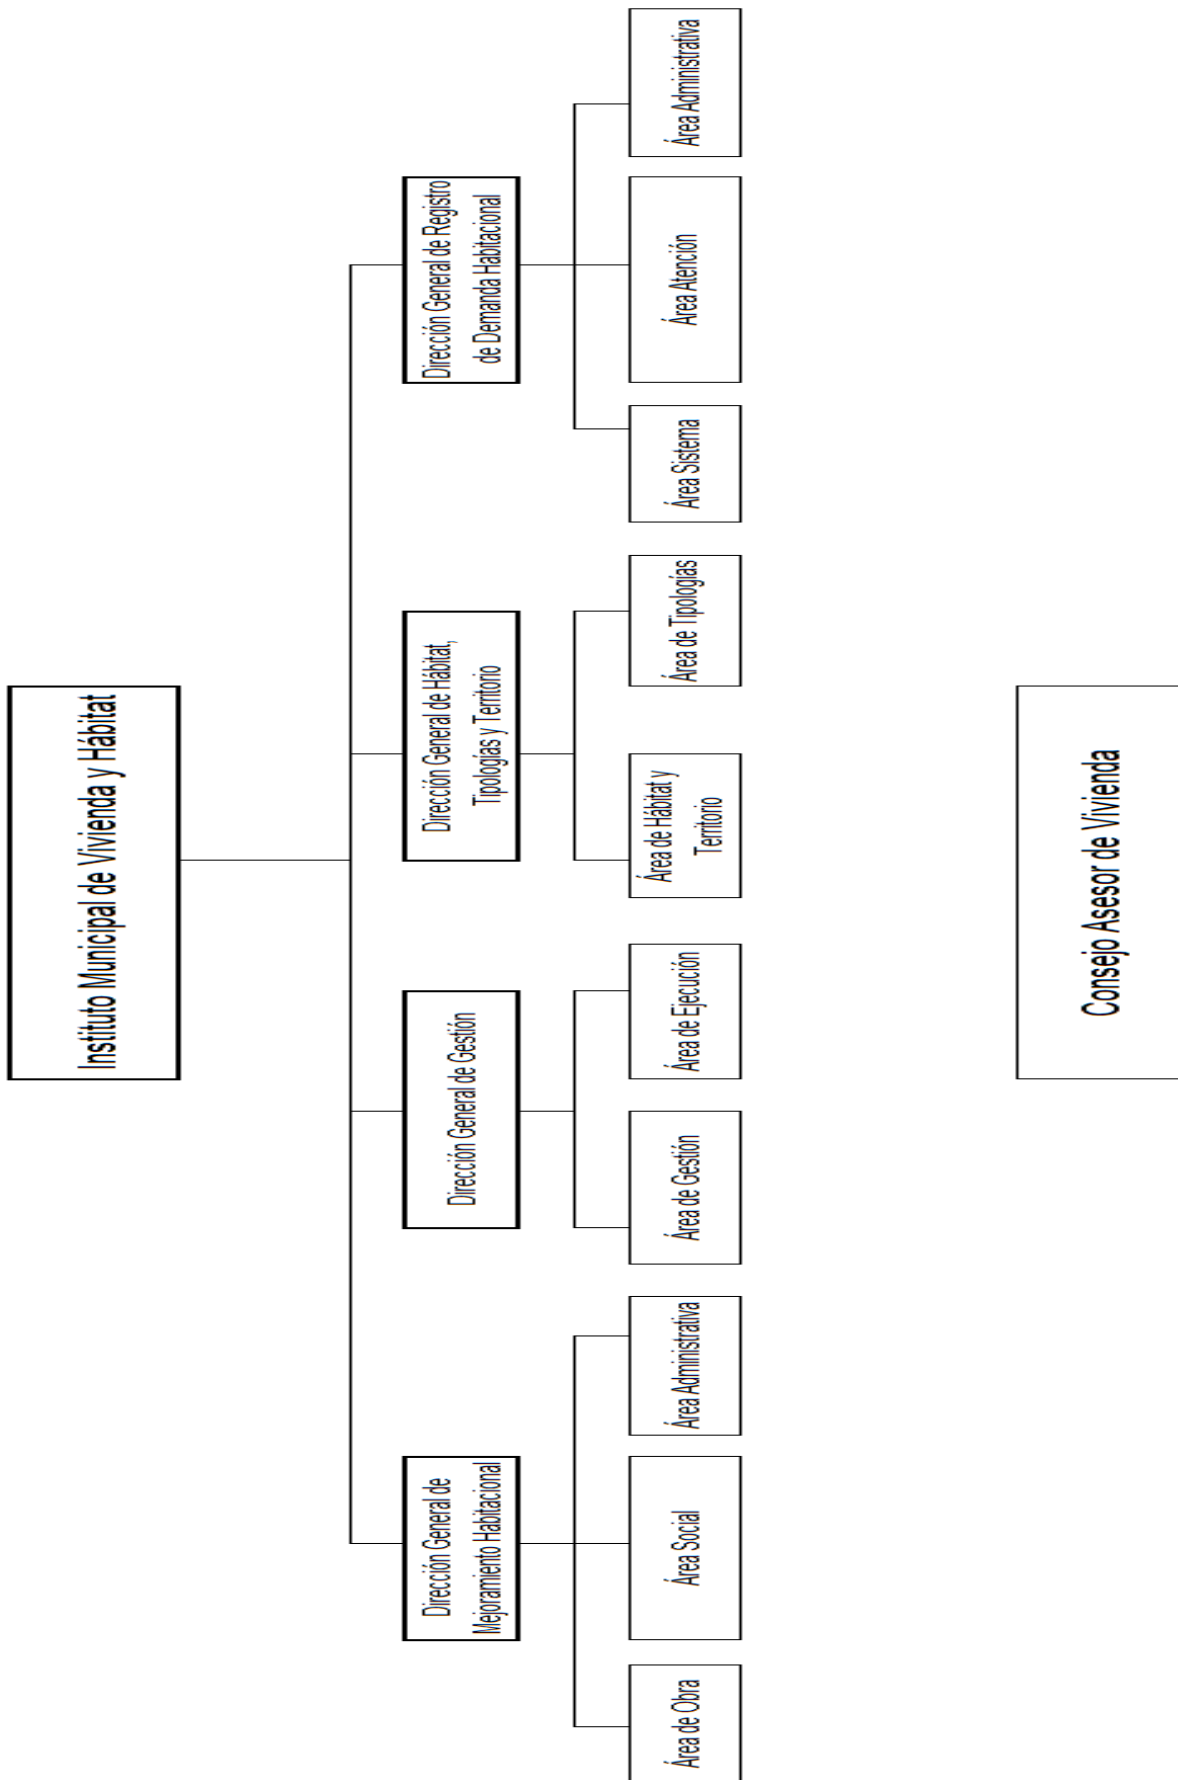 Instituto Municipal de Vivienda y Hábitat
Dirección General de
Mejoramiento Habitacional
Dirección General de Gestión
Dirección General de Hábitat,
Tipologías y Territorio
Dirección General de Registro
de Demanda Habitacional
Área de Obra
Área Social
Área Administrativa
Área de Gestión
Área de Ejecución
Área de Hábitat y
Territorio
Área de Tipologías
Área Sistema
Área Atención
Área Administrativa
Consejo Asesor de Vivienda